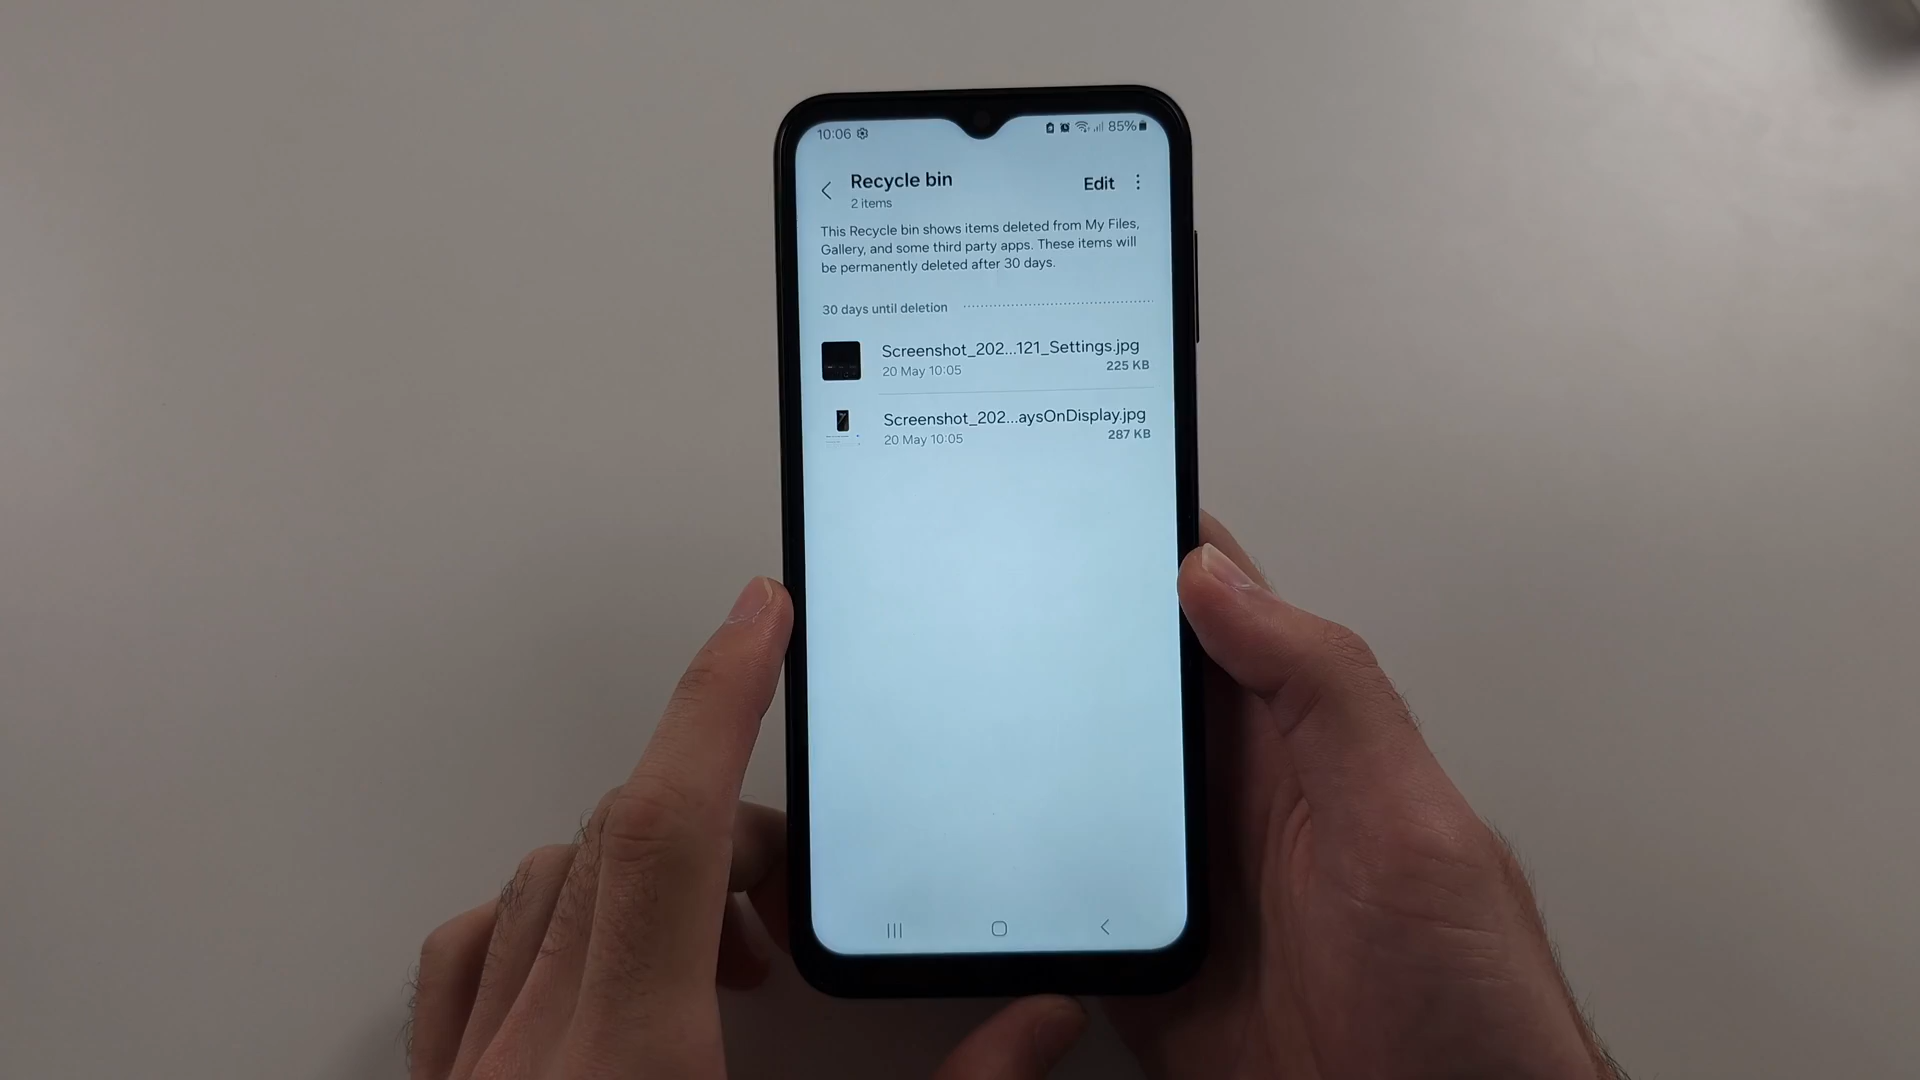 10:06
85%
Recycle bin
Edit
2 items
This Recycle bin shows items deleted from My Files,
Gallery, and some third party apps. These items will
be permanently deleted after 30 days.
30 days until deletion
Screenshot_202...121_Settings.jpg
20 May 10:05
225 KB
Screenshot_202...aysOnDisplay.jpg
20 May 10:05
287 KB